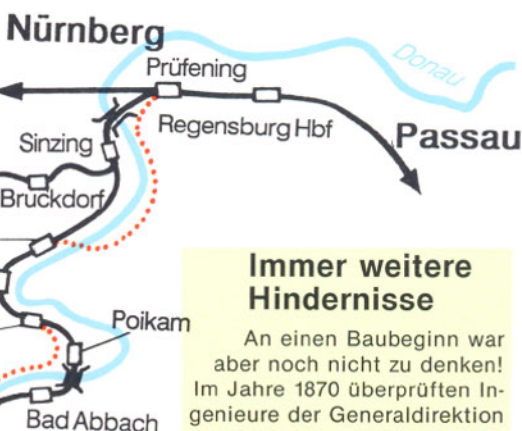 Nürnberg
Donau
Prüfening
Regensburg Hbf
Passau
Sinzing
Bruckdorf
Poikam
Bad Abbach
Immer weitere
Hindernisse
An einen Baubeginn war
aber noch nicht zu denken!
Im Jahre 1870 überprüften In-
genieure der Generaldirektion